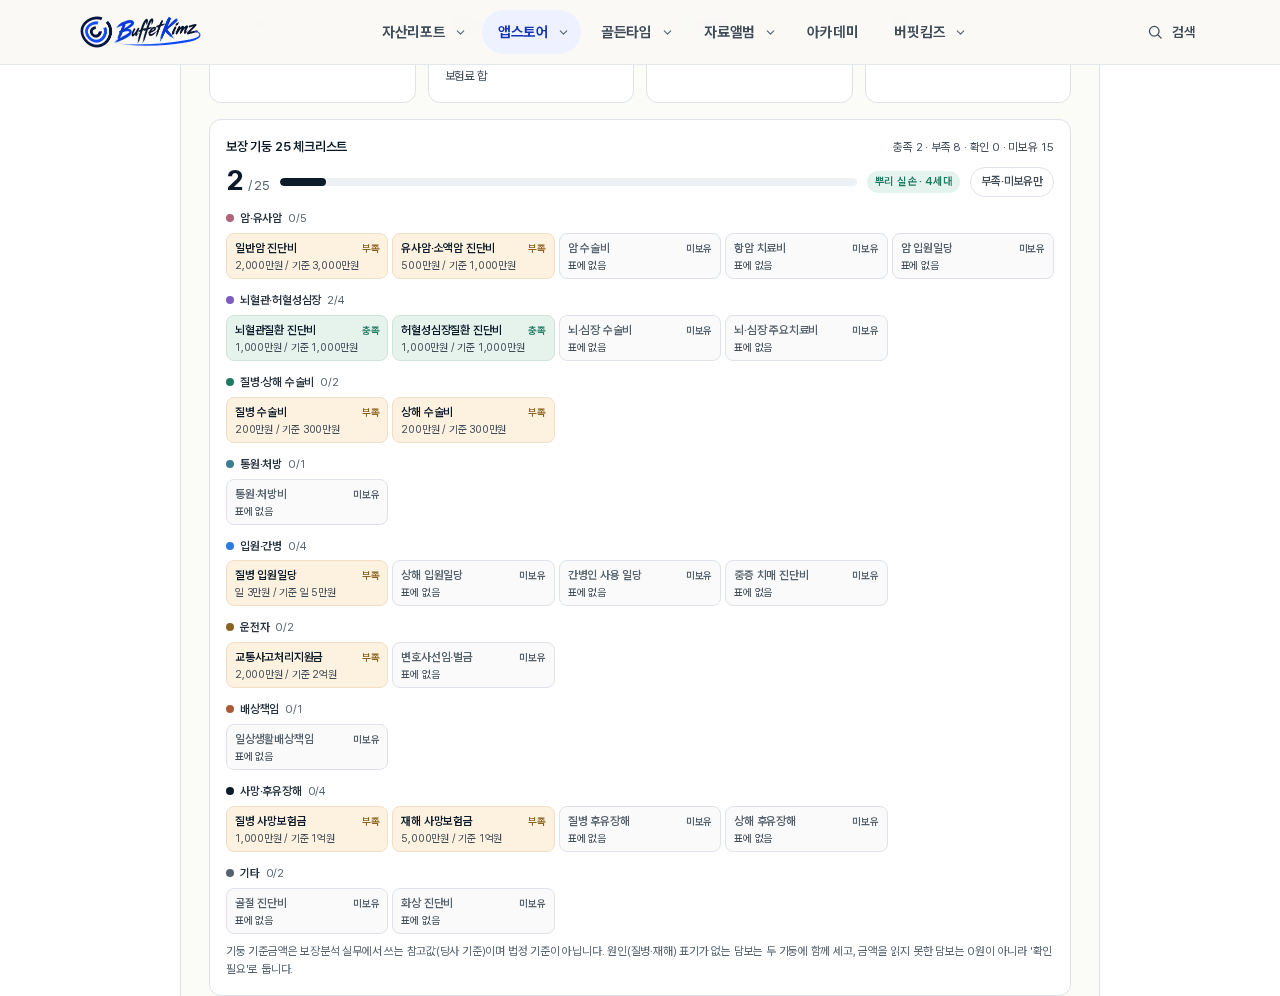 BuffetKimz
자산리포트
앱스토어
골든타임
자료앨범
아카데미
버핏킴즈
검색
보험료 합
보장 기둥 25 체크리스트
충족 2 · 부족 8 · 확인 0 · 미보유 15
2 / 25
뿌리 실손 · 4세대
부족·미보유만
암·유사암 0/5
일반암 진단비 부족
2,000만원 / 기준 3,000만원
유사암·소액암 진단비 부족
500만원 / 기준 1,000만원
암 수술비 미보유
표에 없음
항암 치료비 미보유
표에 없음
암 입원일당 미보유
표에 없음
뇌혈관·허혈성심장 2/4
뇌혈관질환 진단비 충족
1,000만원 / 기준 1,000만원
허혈성심장질환 진단비 충족
1,000만원 / 기준 1,000만원
뇌·심장 수술비 미보유
표에 없음
뇌·심장 주요치료비 미보유
표에 없음
질병·상해 수술비 0/2
질병 수술비 부족
200만원 / 기준 300만원
상해 수술비 부족
200만원 / 기준 300만원
통원·처방 0/1
통원·처방비 미보유
표에 없음
입원·간병 0/4
질병 입원일당 부족
일 3만원 / 기준 일 5만원
상해 입원일당 미보유
표에 없음
간병인 사용 일당 미보유
표에 없음
중증 치매 진단비 미보유
표에 없음
운전자 0/2
교통사고처리지원금 부족
2,000만원 / 기준 2억원
변호사선임·벌금 미보유
표에 없음
배상책임 0/1
일상생활배상책임 미보유
표에 없음
사망·후유장해 0/4
질병 사망보험금 부족
1,000만원 / 기준 1억원
재해 사망보험금 부족
5,000만원 / 기준 1억원
질병 후유장해 미보유
표에 없음
상해 후유장해 미보유
표에 없음
기타 0/2
골절 진단비 미보유
표에 없음
화상 진단비 미보유
표에 없음
기둥 기준금액은 보장분석 실무에서 쓰는 참고값(당사 기준)이며 법정 기준이 아닙니다. 원인(질병·재해) 표기가 없는 담보는 두 기둥에 함께 세고, 금액을 읽지 못한 담보는 0원이 아니라 '확인
필요'로 둡니다.